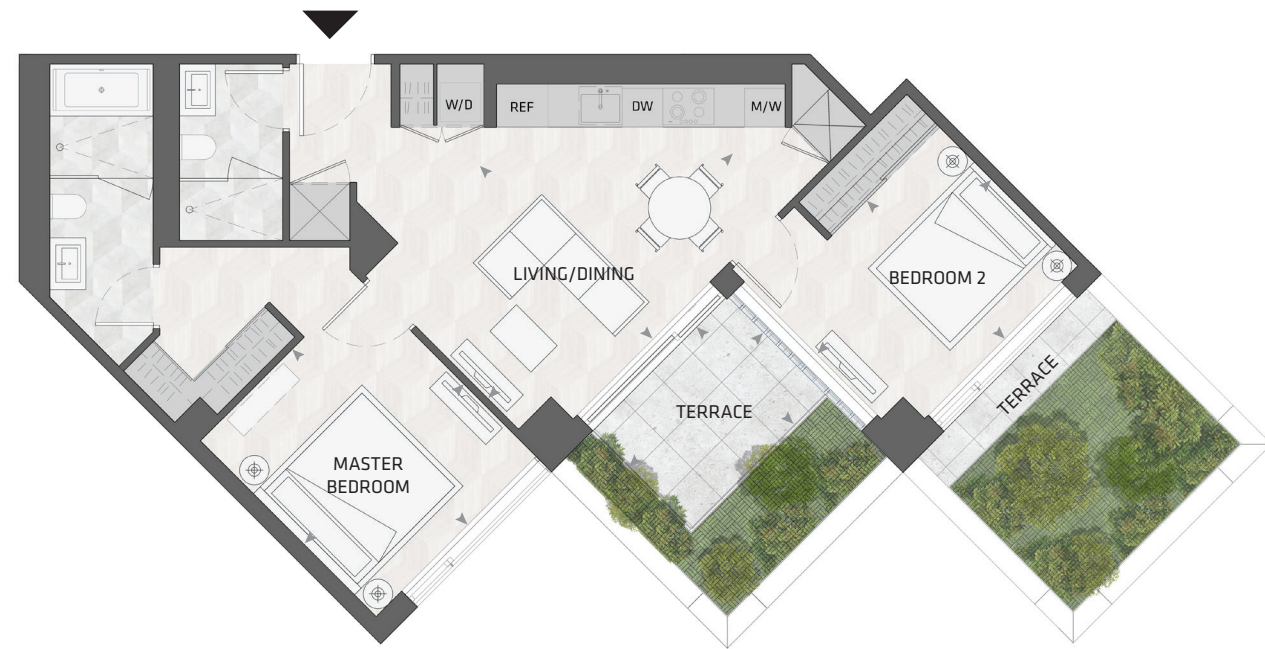 W/D
REF
DW
M/W
LIVING/DINING
BEDROOM 2
TERRACE
TERRACE
MASTER
BEDROOM